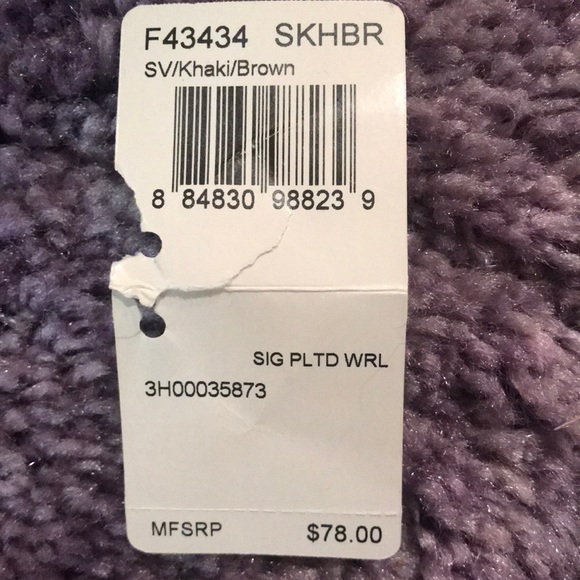 F43434 SKHBR
SV/Khaki/Brown
8 84830 98823 9
SIG PLTD WRL
3H00035873
MFSRP $78.00